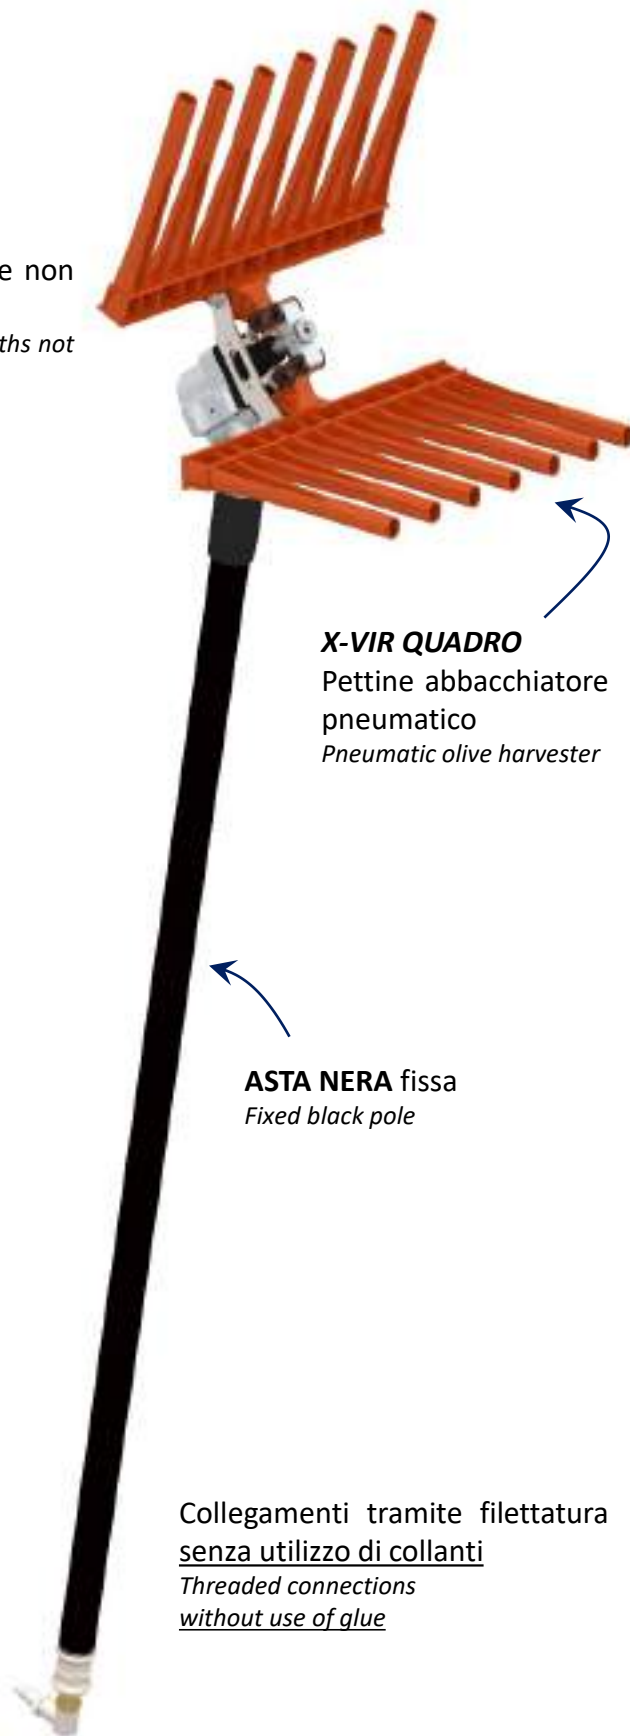 e non
ths not
X-VIR QUADRO
Pettine abbacchiatore
pneumatico
Pneumatic olive harvester
ASTA NERA fissa
Fixed black pole
Collegamenti tramite filettatura
senza utilizzo di collanti
Threaded connections
without use of glue